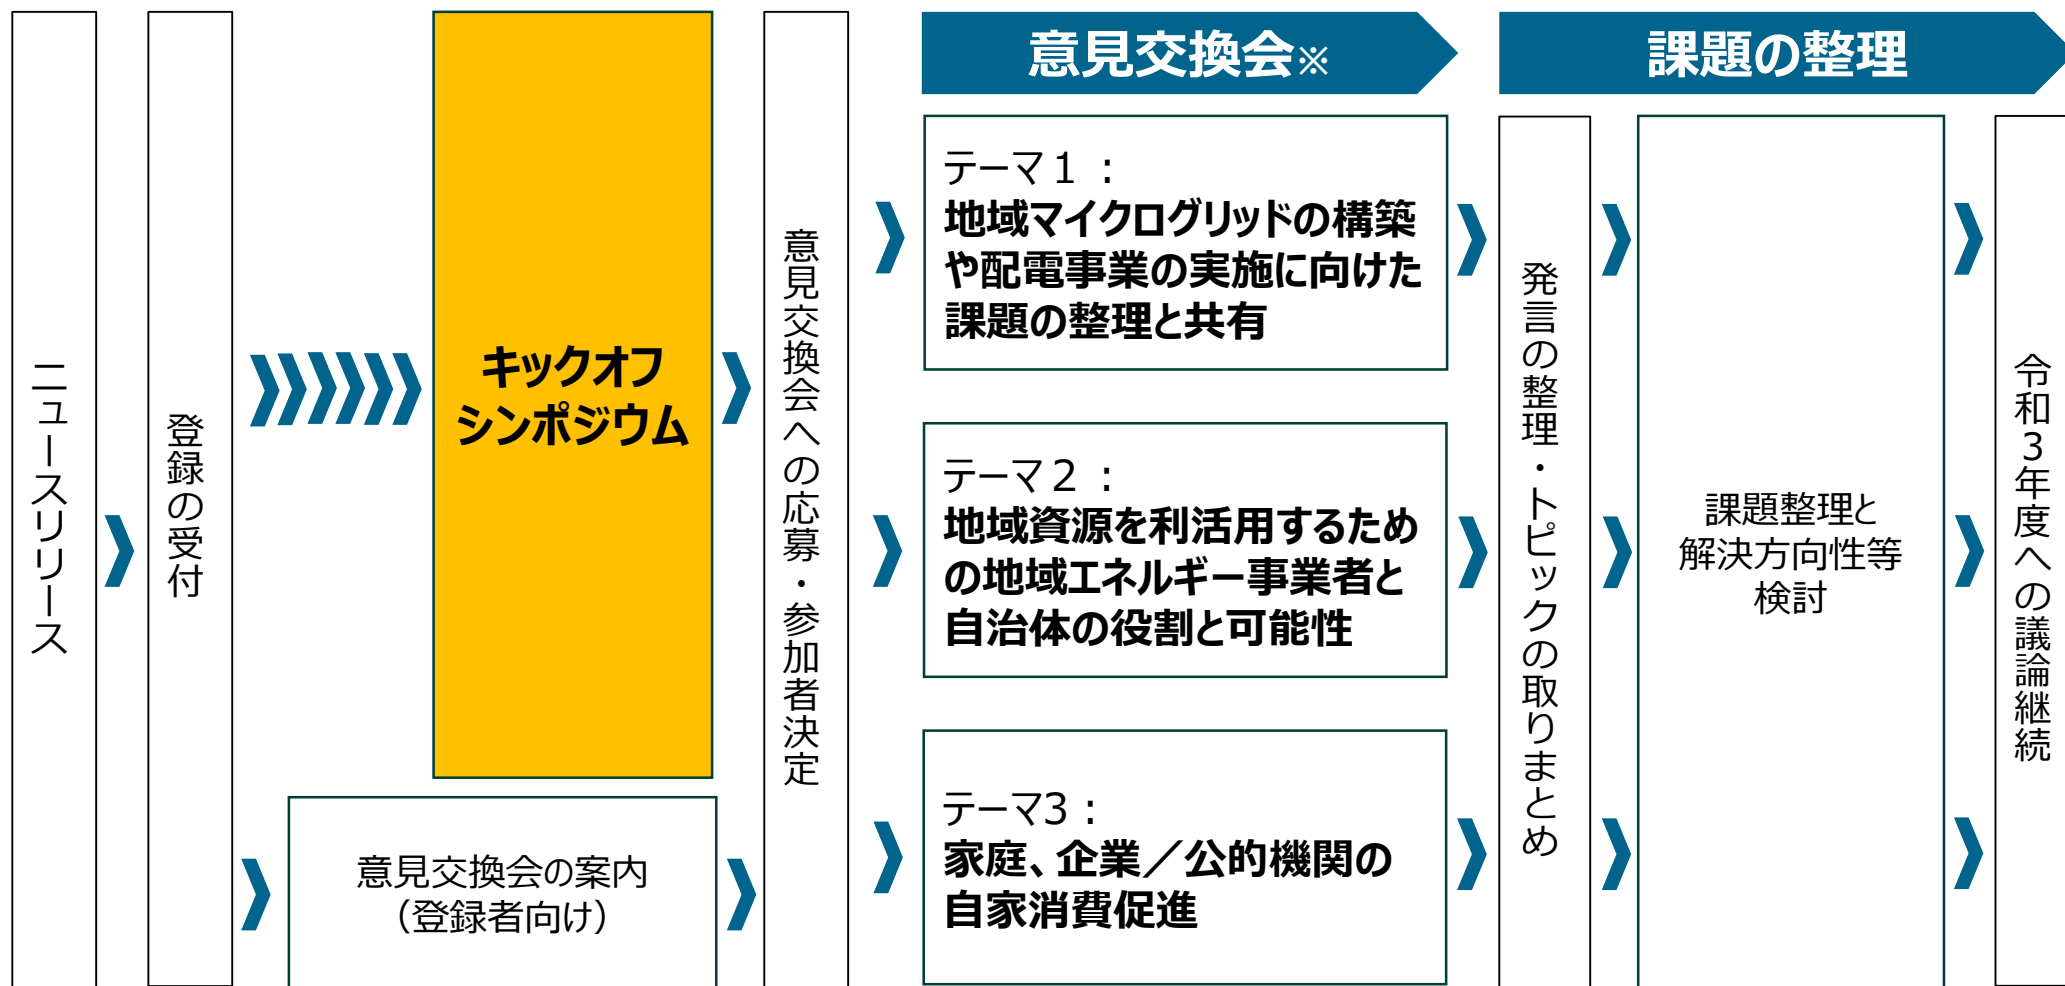 ニュースリリース
登録の受付
キックオフ
シンポジウム
意見交換会の案内
（登録者向け）
意見交換会への応募・参加者決定
意見交換会※
テーマ１：
地域マイクログリッドの構築
や配電事業の実施に向けた
課題の整理と共有
テーマ２：
地域資源を利活用するため
の地域エネルギー事業者と
自治体の役割と可能性
テーマ3：
家庭、企業／公的機関の
自家消費促進
課題の整理
発言の整理・トピックの取りまとめ
課題整理と
解決方向性等
検討
令和3年度への議論継続